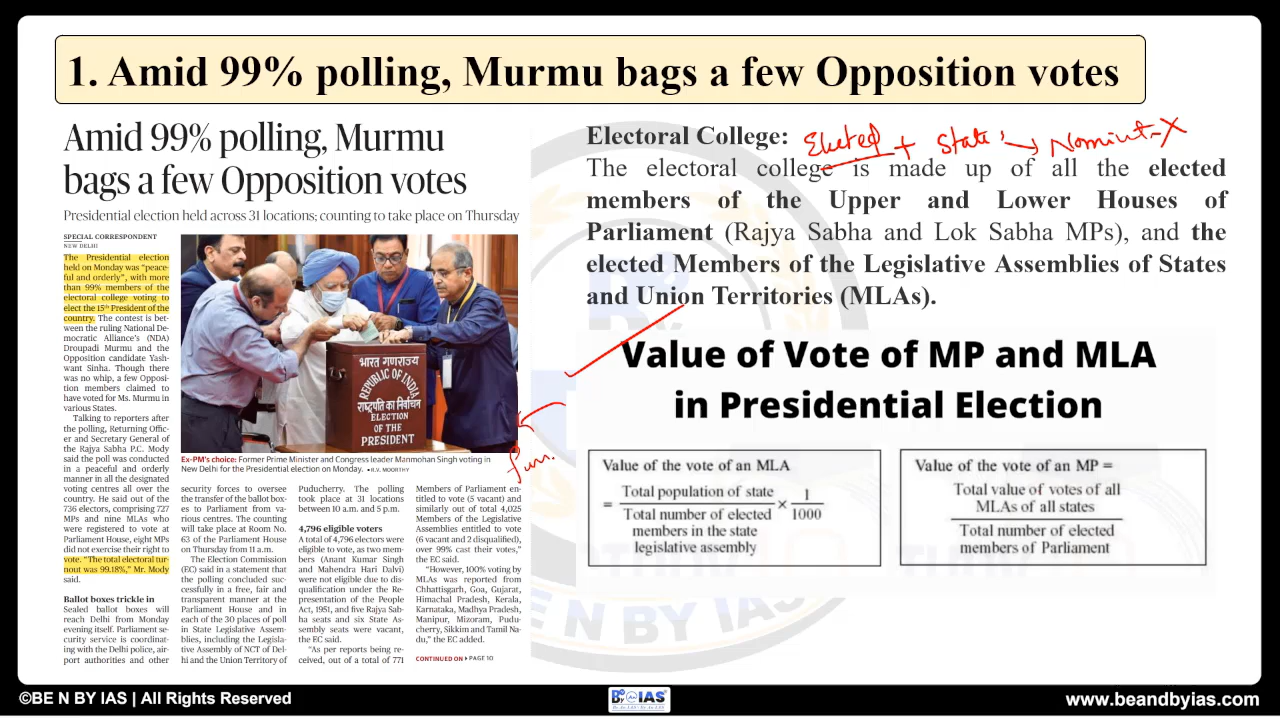 1. Amid 99% polling, Murmu bags a few Opposition votes
Amid 99% polling, Murmu
bags a few Opposition votes
Presidential election held across 31 locations; counting to take place on Thursday
SPECIAL CORRESPONDENT
NEW DELHI
The Presidential election
held on Monday was “peace-
ful and orderly”, with more
than 99% members of the
electoral college voting to
elect the 15th President of the
country. The contest is bet-
ween the ruling National De-
mocratic Alliance’s (NDA)
Droupadi Murmu and the
Opposition candidate Yash-
want Sinha. Though there
was no whip, a few Opposi-
tion members claimed to
have voted for Ms. Murmu in
various States.
Talking to reporters after
the polling, Returning Offic-
er and Secretary General of
the Rajya Sabha P.C. Mody
said the poll was conducted
in a peaceful and orderly
manner in all the designated
voting centres all over the
country. He said out of the
736 electors, comprising 727
MPs and nine MLAs who
were registered to vote at
Parliament House, eight MPs
did not exercise their right to
vote. “The total electoral tur-
nout was 99.18%,” Mr. Mody
said.
Ballot boxes trickle in
Sealed ballot boxes will
reach Delhi from Monday
evening itself. Parliament se-
curity service is coordinat-
ing with the Delhi police, air-
port authorities and other
भारत गणराज्य
REPUBLIC OF INDIA
राष्ट्रपति का निर्वाचन
ELECTION
OF THE
PRESIDENT
Ex-PM’s choice: Former Prime Minister and Congress leader Manmohan Singh voting in
New Delhi for the Presidential election on Monday. R.V. MOORTHY
security forces to oversee
the transfer of the ballot box-
es to Parliament from va-
rious centres. The counting
will take place at Room No.
63 of the Parliament House
on Thursday from 11 a.m.
The Election Commission
(EC) said in a statement that
the polling concluded suc-
cessfully in a free, fair and
transparent manner at the
Parliament House and in
each of the 30 places of poll
in State Legislative Assem-
blies, including the Legisla-
tive Assembly of NCT of Del-
hi and the Union Territory of
Puducherry. The polling
took place at 31 locations
between 10 a.m. and 5 p.m.
4,796 eligible voters
A total of 4,796 electors were
eligible to vote, as two mem-
bers (Anant Kumar Singh
and Mahendra Hari Dalvi)
were not eligible due to dis-
qualification under the Re-
presentation of the People
Act, 1951, and five Rajya Sab-
ha seats and six State As-
sembly seats were vacant,
the EC said.
“As per reports being re-
ceived, out of a total of 771
Members of Parliament en-
titled to vote (5 vacant) and
similarly out of total 4,025
Members of the Legislative
Assemblies entitled to vote
(6 vacant and 2 disqualified),
over 99% cast their votes,”
the EC said.
“However, 100% voting by
MLAs was reported from
Chhattisgarh, Goa, Gujarat,
Himachal Pradesh, Kerala,
Karnataka, Madhya Pradesh,
Manipur, Mizoram, Pudu-
cherry, Sikkim and Tamil Na-
du,” the EC added.
CONTINUED ON PAGE 10
Electoral College: Elected + State
The electoral college is made up of all the elected
members of the Upper and Lower Houses of
Parliament (Rajya Sabha and Lok Sabha MPs), and the
elected Members of the Legislative Assemblies of States
and Union Territories (MLAs).
Value of Vote of MP and MLA
in Presidential Election
Value of the vote of an MLA
= Total population of state / Total number of elected × 1/1000
members in the state
legislative assembly
Value of the vote of an MP =
Total value of votes of all
MLAs of all states
Total number of elected
members of Parliament
BE N BY IAS
©BE N BY IAS | All Rights Reserved
IAS
www.beandbyias.com